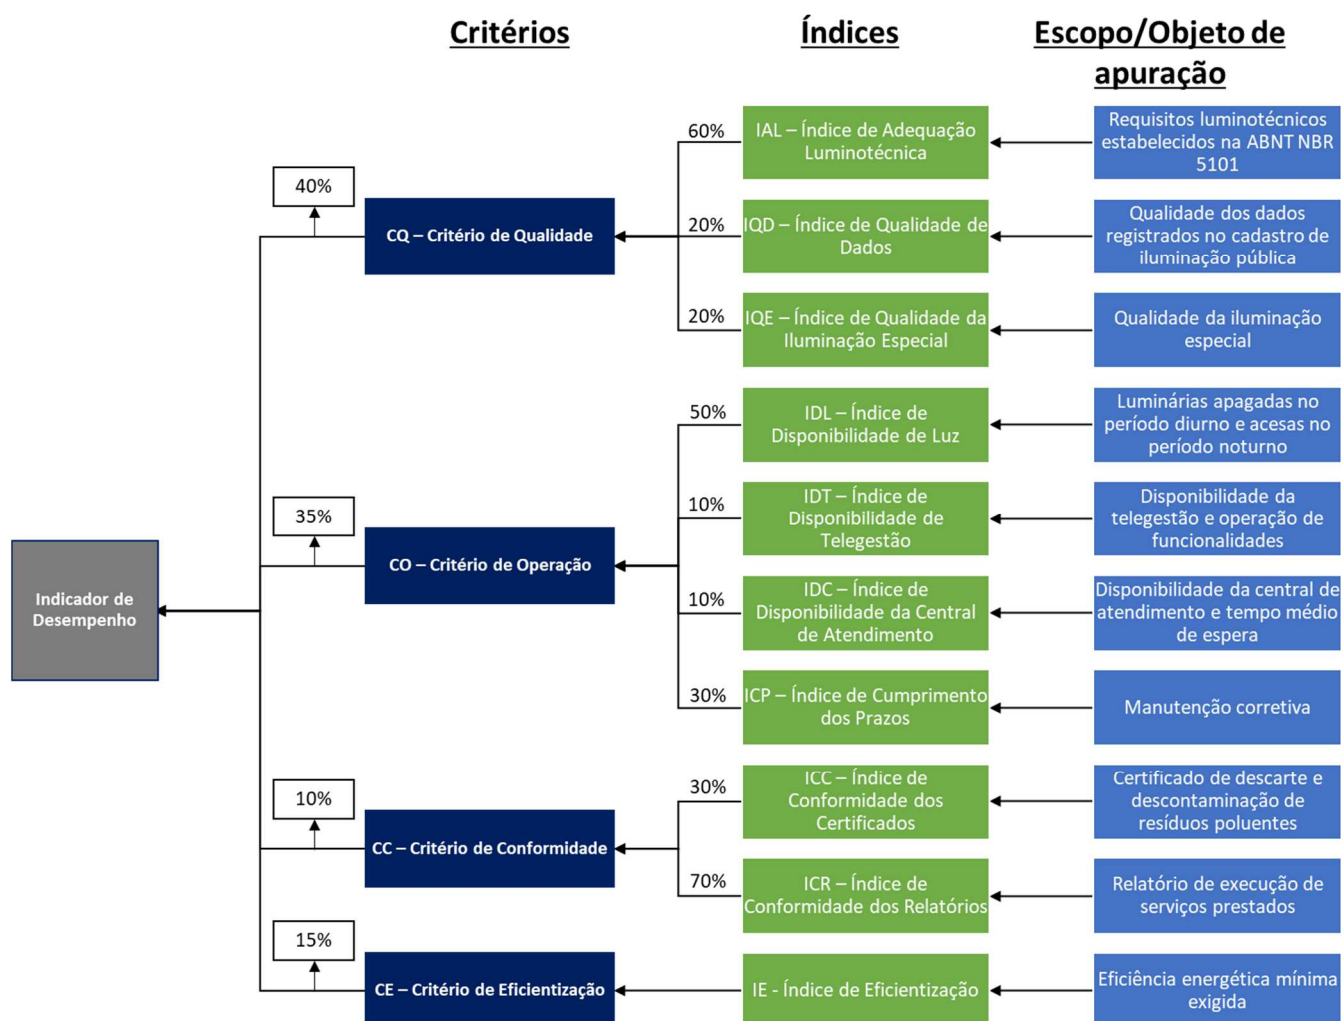 Critérios
Índices
Escopo/Objeto de
apuração
60%
IAL – Índice de Adequação
Luminotécnica
Requisitos luminotécnicos
estabelecidos na ABNT NBR
5101
40%
CQ – Critério de Qualidade
20%
IQD – Índice de Qualidade de
Dados
Qualidade dos dados
registrados no cadastro de
iluminação pública
20%
IQE – Índice de Qualidade da
Iluminação Especial
Qualidade da iluminação
especial
50%
IDL – Índice de
Disponibilidade de Luz
Luminárias apagadas no
período diurno e acesas no
período noturno
35%
CO – Critério de Operação
10%
IDT – Índice de
Disponibilidade de
Telegestão
Disponibilidade da
telegestão e operação de
funcionalidades
Indicador de
Desempenho
10%
IDC – Índice de
Disponibilidade da Central
de Atendimento
Disponibilidade da central de
atendimento e tempo médio
de espera
30%
ICP – Índice de Cumprimento
dos Prazos
Manutenção corretiva
10%
CC – Critério de Conformidade
30%
ICC – Índice de
Conformidade dos
Certificados
Certificado de descarte e
descontaminação de
resíduos poluentes
70%
ICR – Índice de
Conformidade dos Relatórios
Relatório de execução de
serviços prestados
15%
CE – Critério de Eficientização
IE - Índice de Eficientização
Eficiência energética mínima
exigida